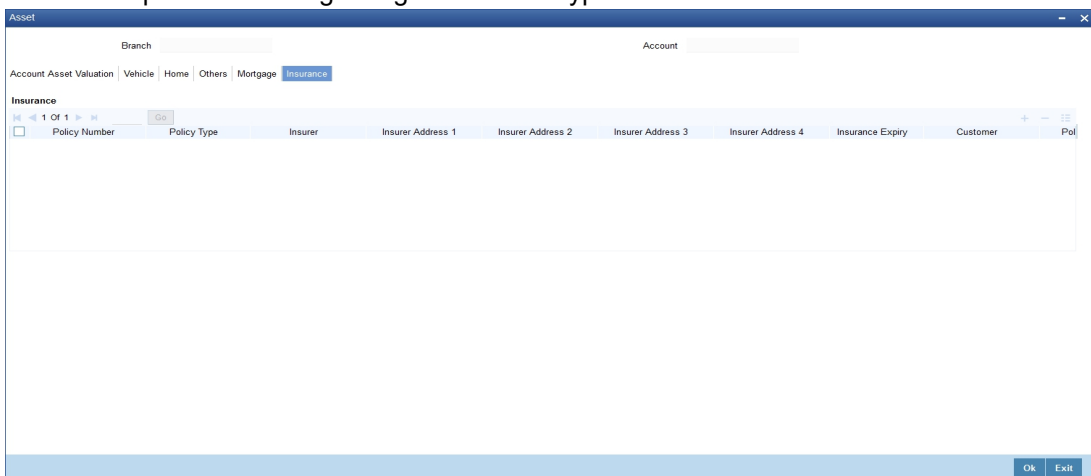 Asset
Branch
Account
Account Asset Valuation Vehicle Home Others Mortgage Insurance
Insurance
1 Of 1 Go
Policy Number Policy Type Insurer Insurer Address 1 Insurer Address 2 Insurer Address 3 Insurer Address 4 Insurance Expiry Customer Pol
Ok Exit